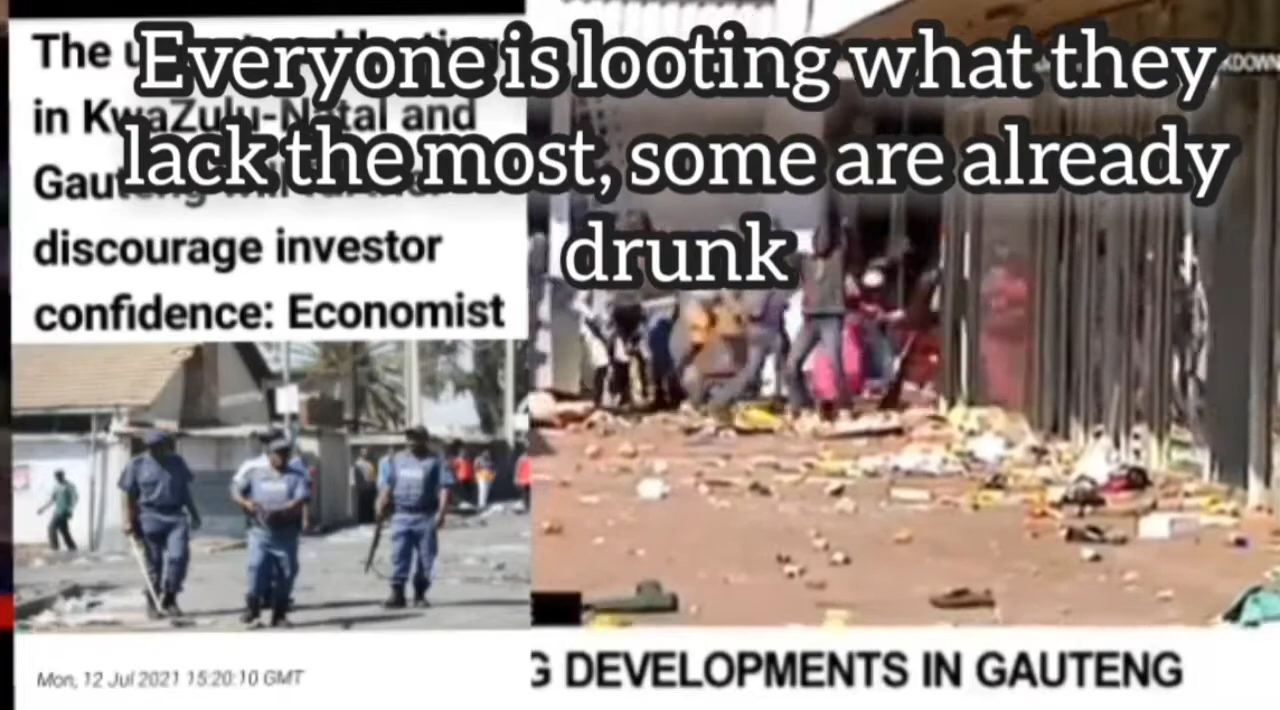 Everyone is looting what they
lack the most, some are already
drunk
The
in KwaZulu-Natal and
discourage investor
confidence: Economist
Mon, 12 Jul 2021 15:20:10 GMT
G DEVELOPMENTS IN GAUTENG